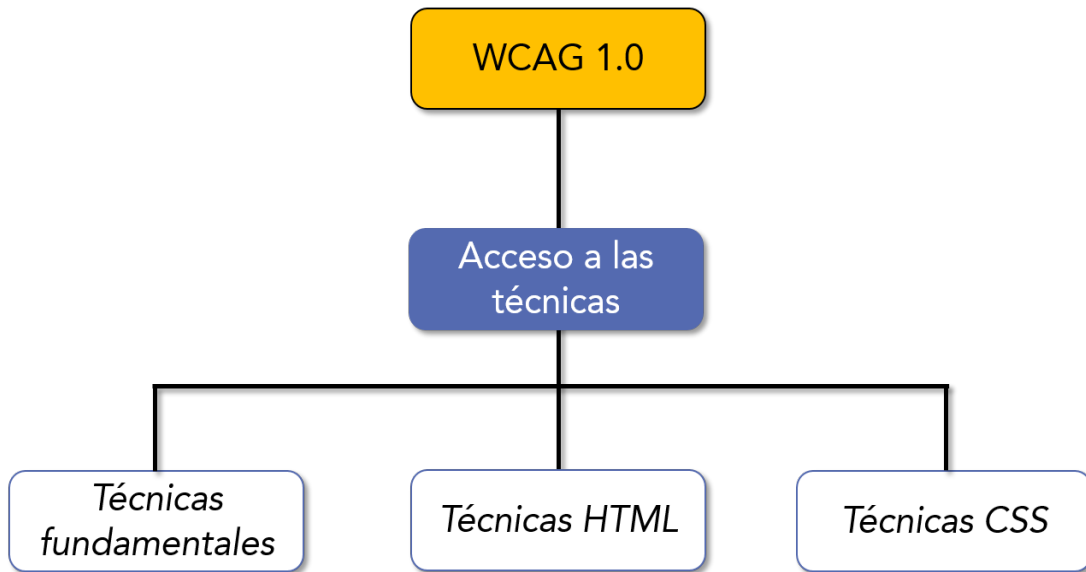 WCAG 1.0
Acceso a las
técnicas
Técnicas
fundamentales
Técnicas HTML
Técnicas CSS